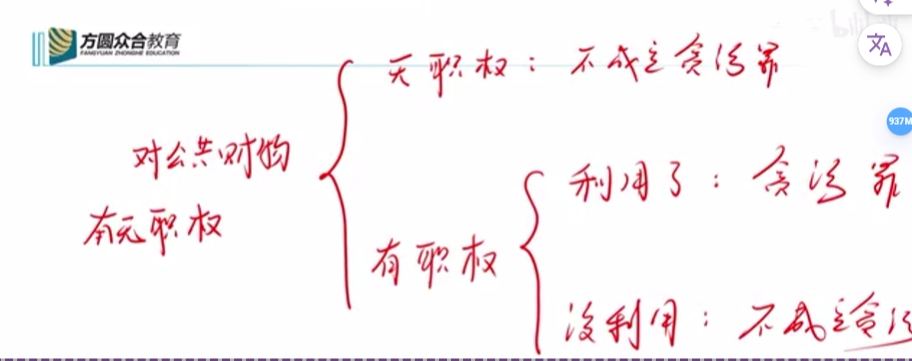 方圆众合教育
FANGYUAN ZHONGHE EDUCATION
bilibili
无职权：不成立贪污罪
对公共财物
有无职权
利用了：贪污罪
有职权
没利用：不成立贪污
937M